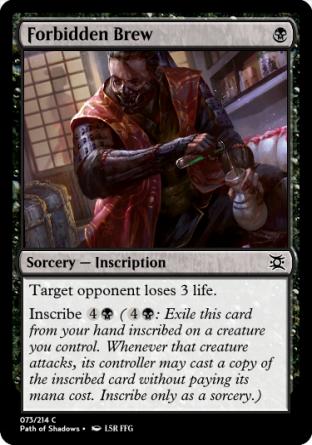 Forbidden Brew
Sorcery — Inscription
Target opponent loses 3 life.
Inscribe 4 ( 4 : Exile this card
from your hand inscribed on a creature
you control. Whenever that creature
attacks, its controller may cast a copy of
the inscribed card without paying its
mana cost. Inscribe only as a sorcery.)
073/214 C
Path of Shadows • LSR FFG